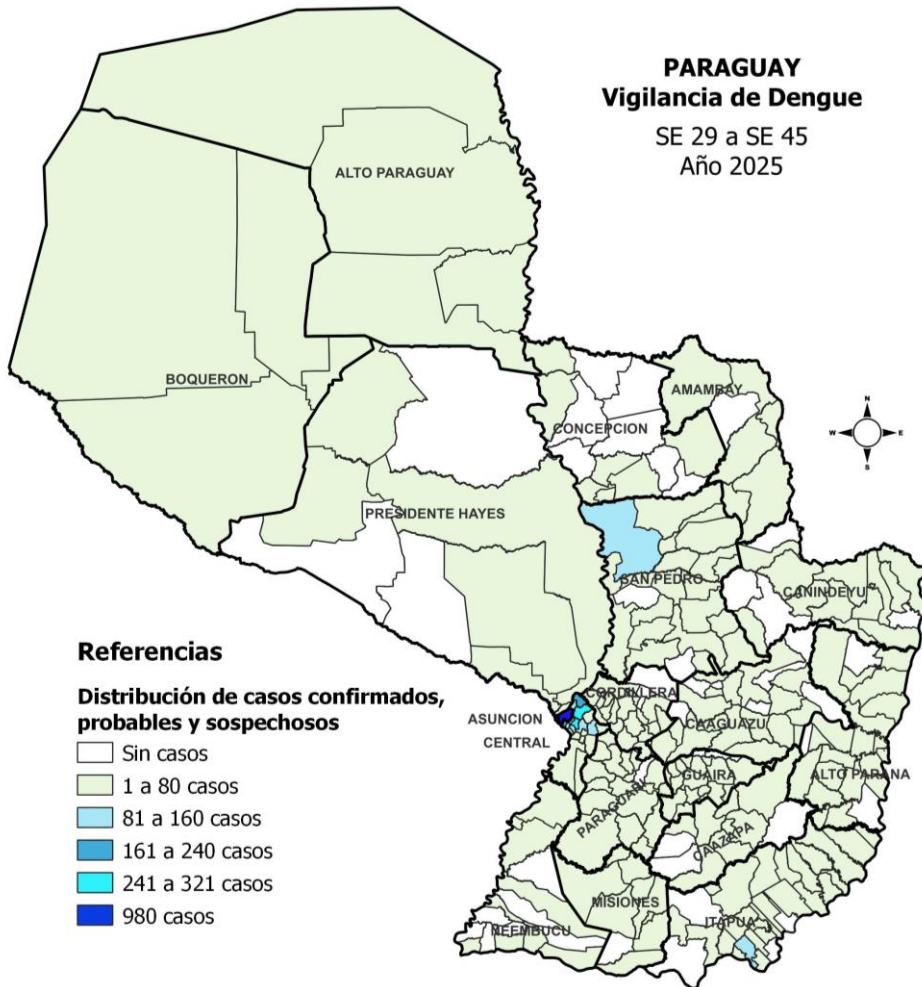 PARAGUAY
Vigilancia de Dengue
SE 29 a SE 45
Año 2025
ALTO PARAGUAY
BOQUERON
AMAMBAY
CONCEPCION
N
W E
S
PRESIDENTE HAYES
SAN PEDRO
CANINDEYU
CORDILLERA
ASUNCION
CENTRAL
CAAGUAZU
GUAIRA
ALTO PARANA
PARAGUARI
CAAZAPA
MISIONES
ITAPUA
ÑEEMBUCU
Referencias
Distribución de casos confirmados,
probables y sospechosos
Sin casos
1 a 80 casos
81 a 160 casos
161 a 240 casos
241 a 321 casos
980 casos